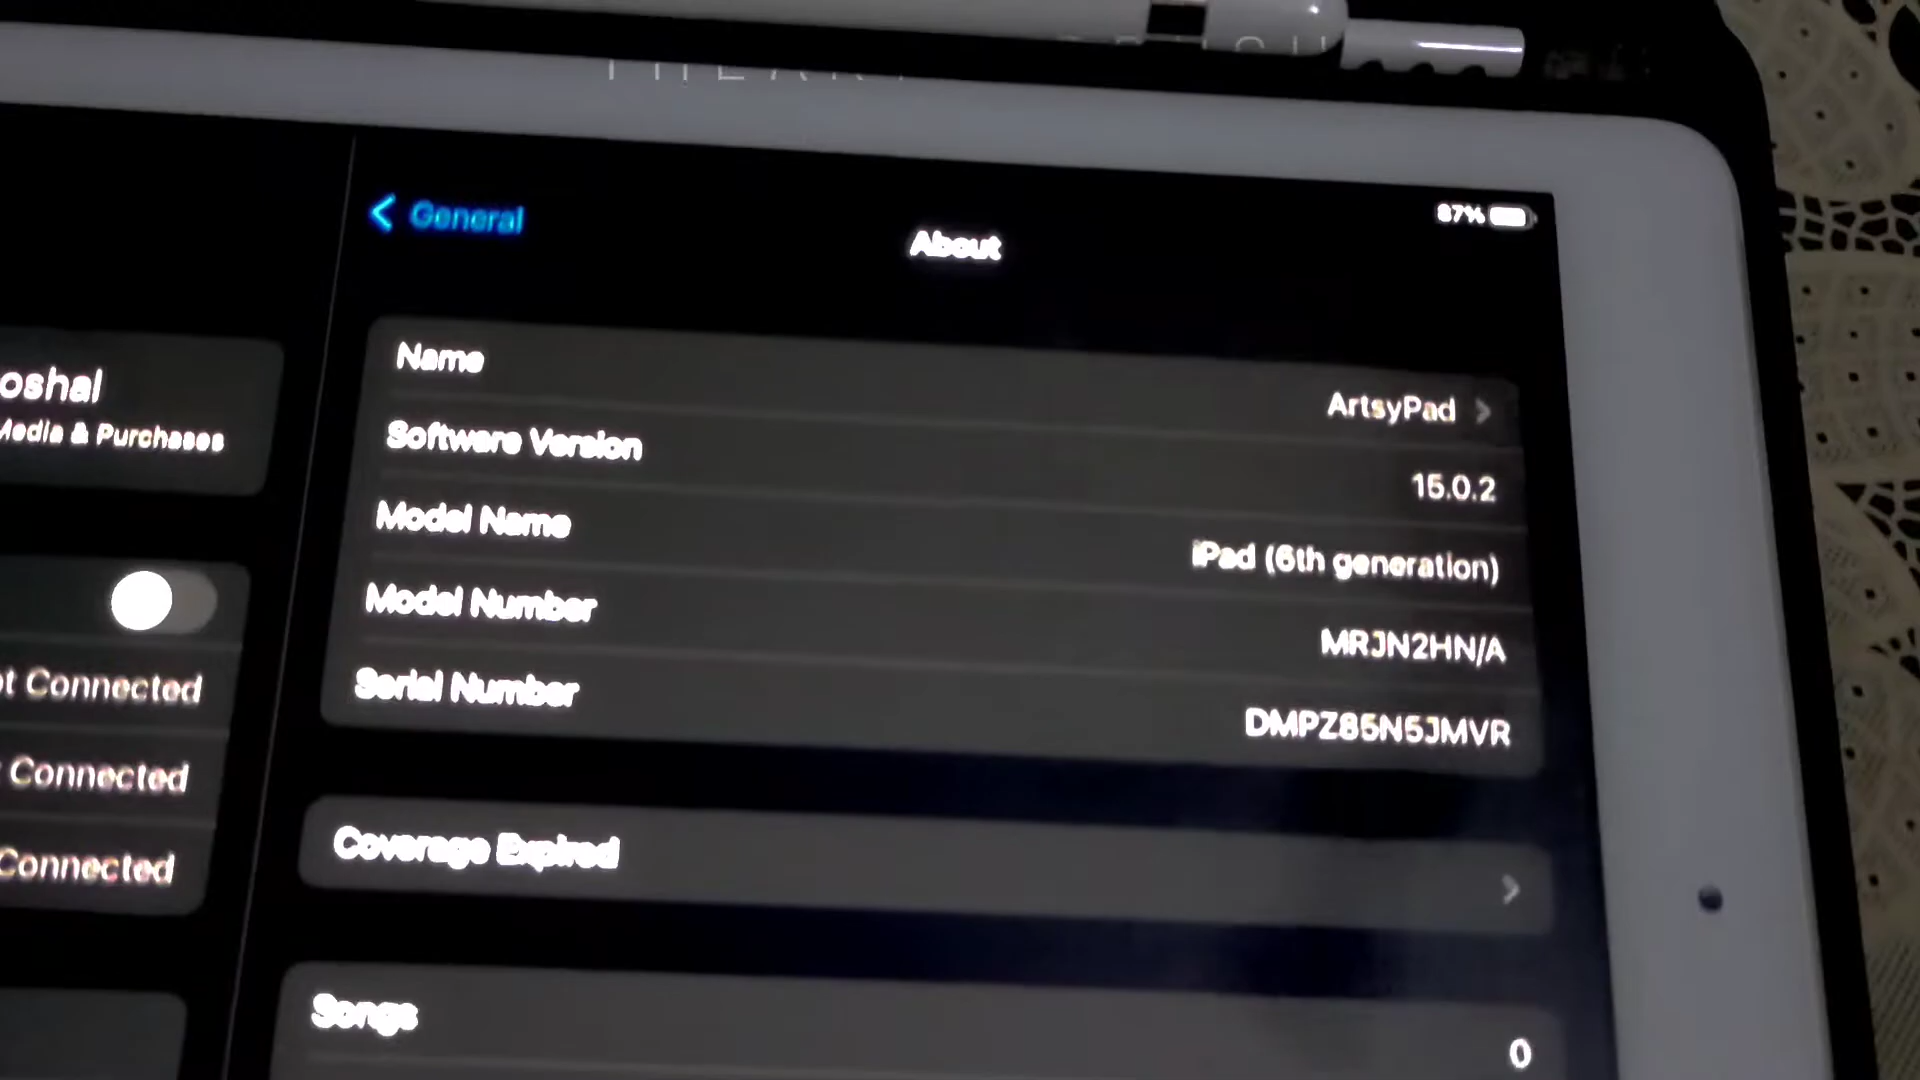 General
87%
About
oshal
Media & Purchases
Name
ArtsyPad
Software Version
15.0.2
Model Name
iPad (6th generation)
Model Number
MRJN2HN/A
Serial Number
DMPZ85N5JMVR
t Connected
Connected
Connected
Coverage Expired
Songs
0